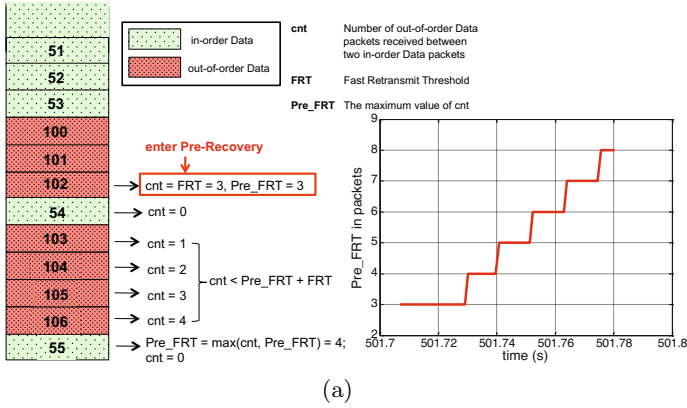 51
52
53
100
101
102
54
103
104
105
106
55
in-order Data
out-of-order Data
cnt Number of out-of-order Data
packets received between
two in-order Data packets
FRT Fast Retransmit Threshold
Pre_FRT The maximum value of cnt
enter Pre-Recovery
cnt = FRT = 3, Pre_FRT = 3
cnt = 0
cnt = 1
cnt = 2
cnt = 3
cnt = 4
cnt < Pre_FRT + FRT
Pre_FRT = max(cnt, Pre_FRT) = 4;
cnt = 0
Pre_FRT in packets
9
8
7
6
5
4
3
2
501.7 501.72 501.74 501.76 501.78 501.8
time (s)
(a)